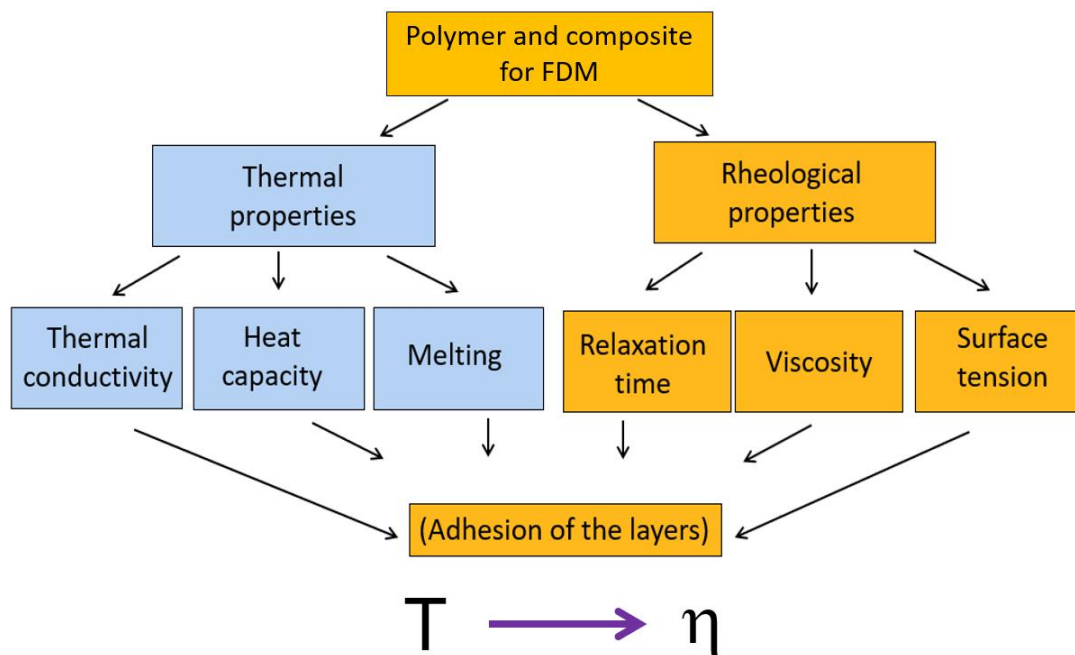 Polymer and composite
for FDM
Thermal
properties
Rheological
properties
Thermal
conductivity
Heat
capacity
Melting
Relaxation
time
Viscosity
Surface
tension
(Adhesion of the layers)
T
η